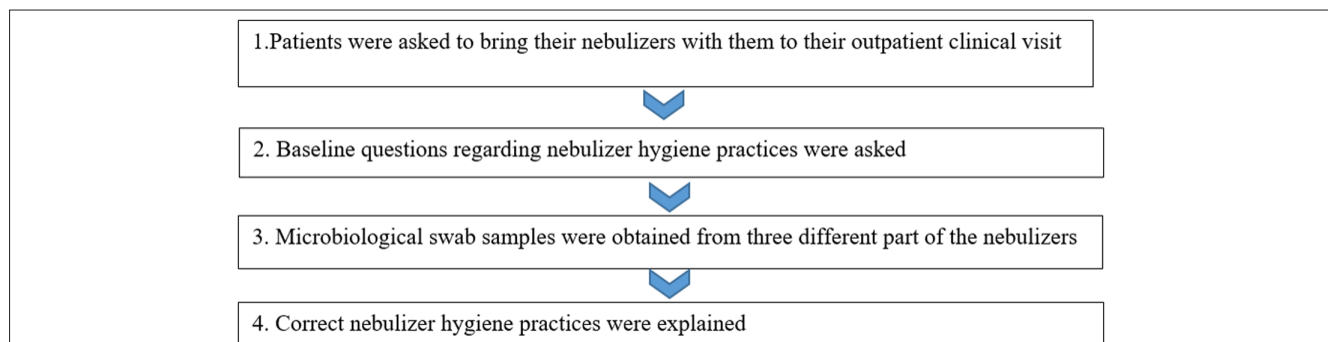 1.Patients were asked to bring their nebulizers with them to their outpatient clinical visit
2. Baseline questions regarding nebulizer hygiene practices were asked
3. Microbiological swab samples were obtained from three different part of the nebulizers
4. Correct nebulizer hygiene practices were explained